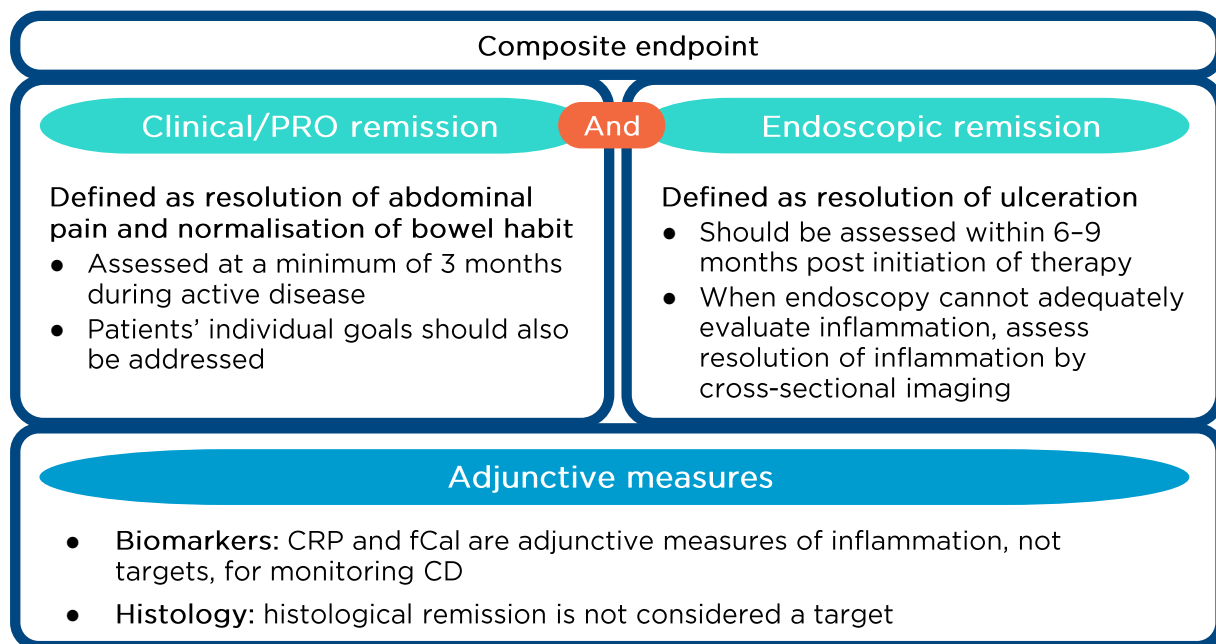 Composite endpoint
Clinical/PRO remission
And
Endoscopic remission
Defined as resolution of abdominal
pain and normalisation of bowel habit
● Assessed at a minimum of 3 months
during active disease
● Patients’ individual goals should also
be addressed
Defined as resolution of ulceration
● Should be assessed within 6–9
months post initiation of therapy
● When endoscopy cannot adequately
evaluate inflammation, assess
resolution of inflammation by
cross-sectional imaging
Adjunctive measures
● Biomarkers: CRP and fCal are adjunctive measures of inflammation, not
targets, for monitoring CD
● Histology: histological remission is not considered a target